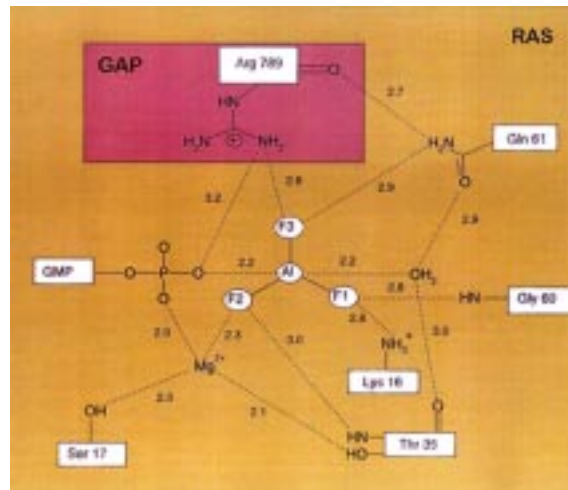 RAS
GAP
Arg 789
O
HN
2.7
H2N
+
NH2
H2N
Gln 61
O
3.2
2.8
2.9
F3
2.9
GMP
O
P
O
O
2.2
Al
2.2
OH2
O
F2
F1
2.8
HN
Gly 60
2.0
2.3
3.0
2.8
NH3+
3.0
Mg2+
Lys 16
2.0
2.1
O
OH
HN
Thr 35
Ser 17
HO